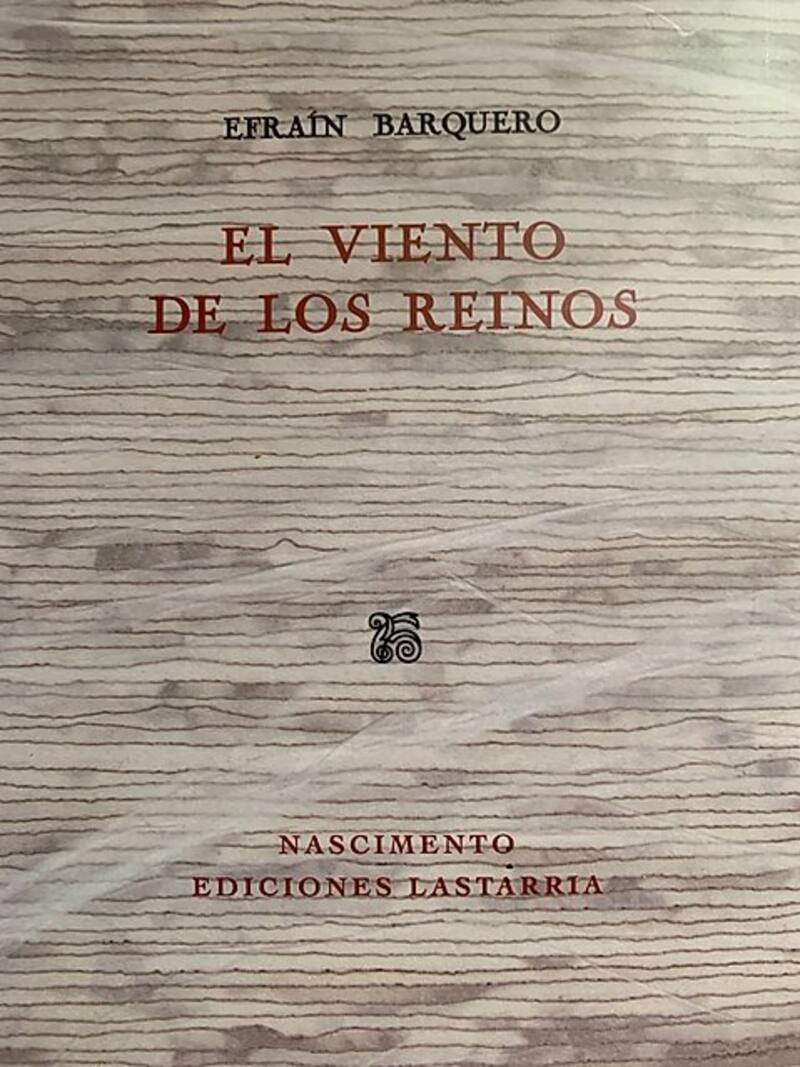 EFRAÍN BARQUERO
EL VIENTO
DE LOS REINOS
NASCIMENTO
EDICIONES LASTARRIA